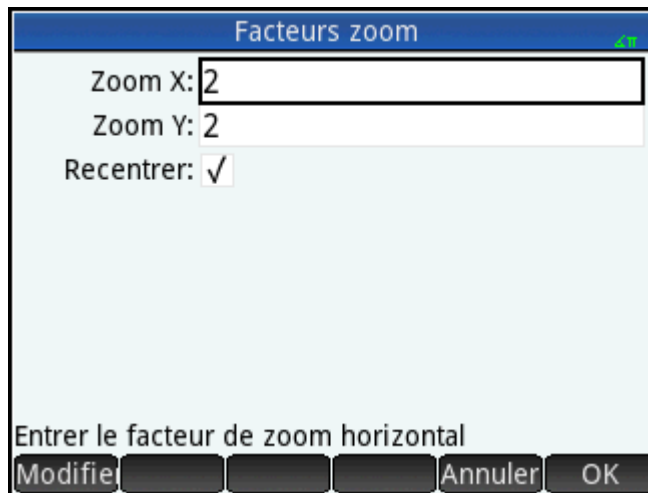 Facteurs zoom
∡π
Zoom X: 2
Zoom Y: 2
Recentrer: √
Entrer le facteur de zoom horizontal
Modifie Annuler OK